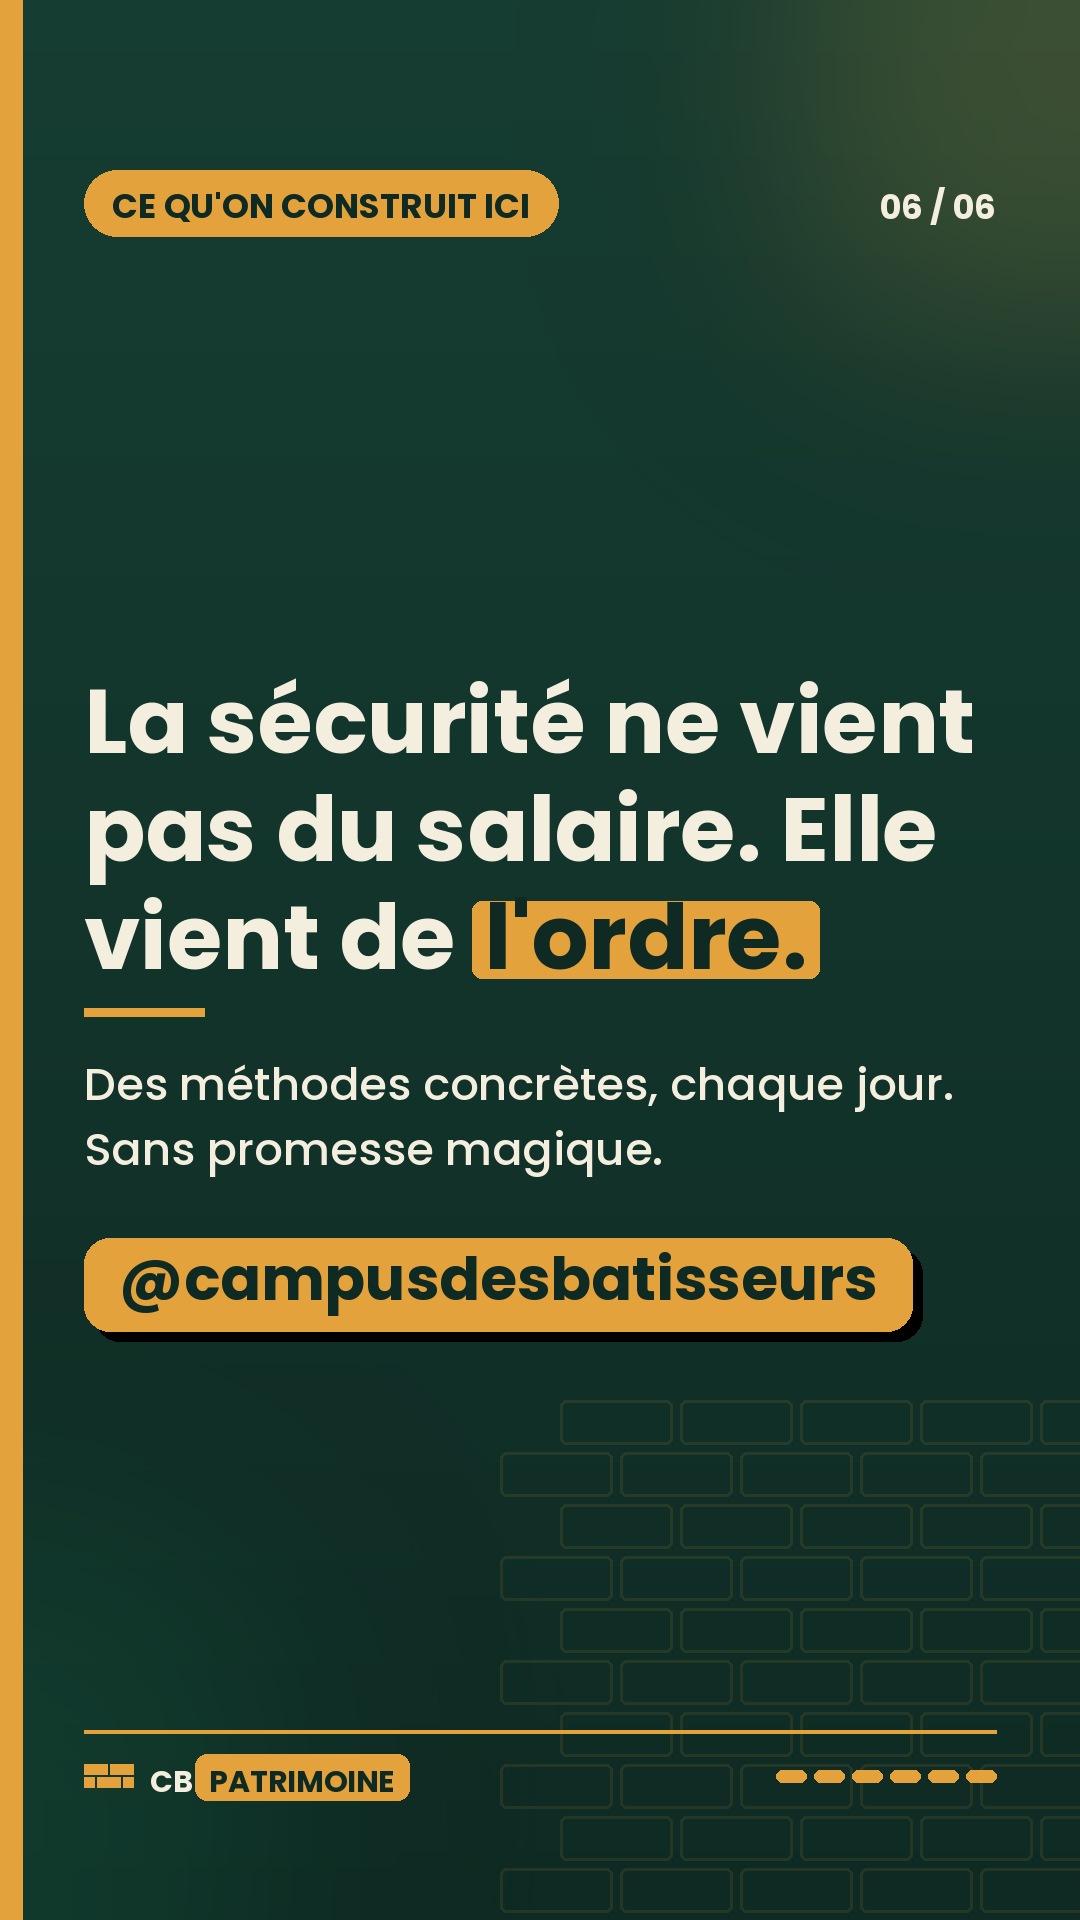 CE QU'ON CONSTRUIT ICI
06 / 06
La sécurité ne vient
pas du salaire. Elle
vient de l'ordre.
Des méthodes concrètes, chaque jour.
Sans promesse magique.
@campusdesbatisseurs
CB PATRIMOINE